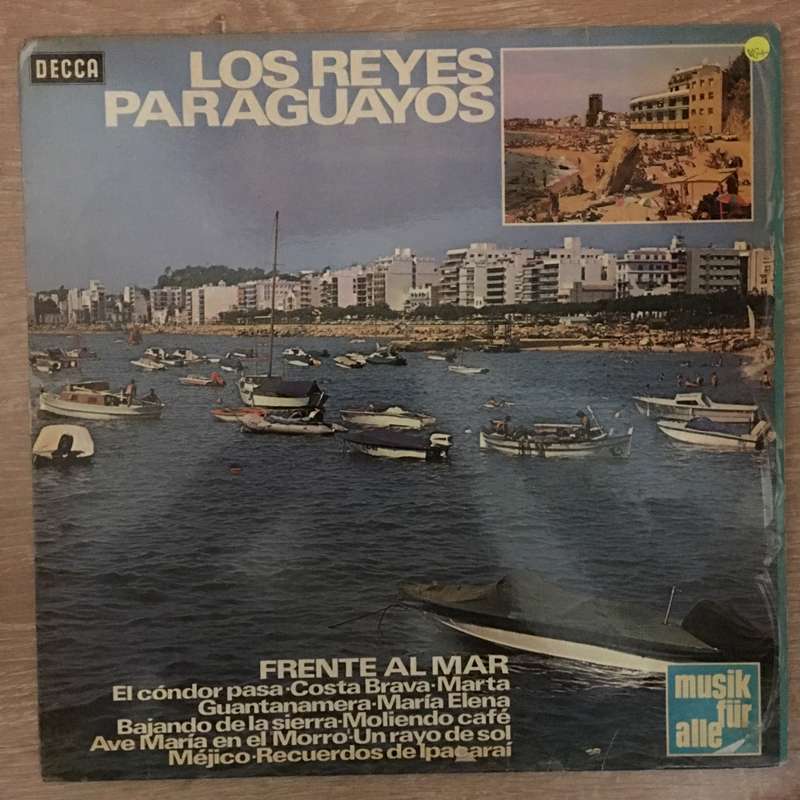 DECCA
LOS REYES
PARAGUAYOS
FRENTE AL MAR
El cóndor pasa·Costa Brava·Marta
Guantanamera·María Elena
Bajando de la sierra·Moliendo café
Ave María en el Morro·Un rayo de sol
Méjico·Recuerdos de Ipacaraí
musik
für
alle